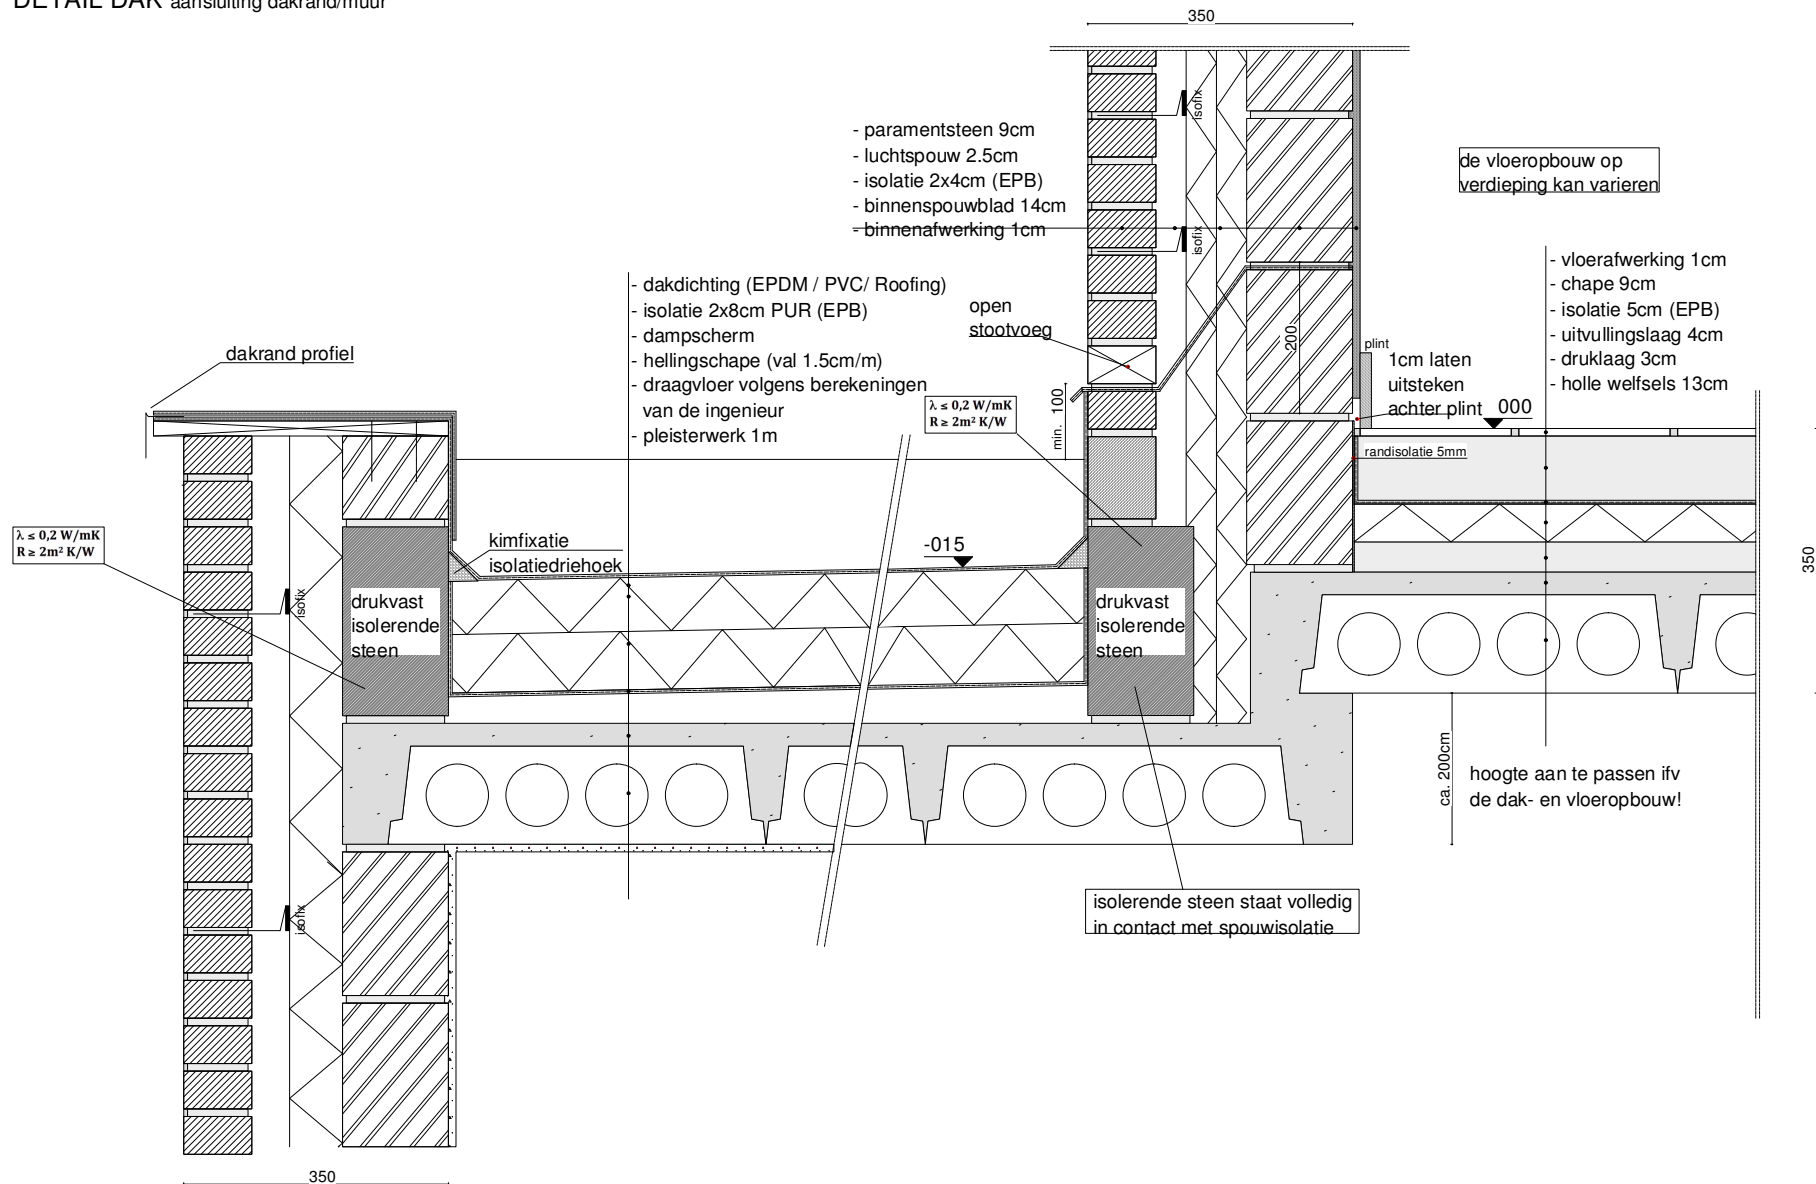 DETAIL DAK aansluiting dakrand/muur
350
- paramentsteen 9cm
- luchtspouw 2.5cm
- isolatie 2x4cm (EPB)
- binnenspouwblad 14cm
- binnenafwerking 1cm
isofix
isofix
de vloeropbouw op
verdieping kan varieren
- dakdichting (EPDM / PVC/ Roofing)
- isolatie 2x8cm PUR (EPB)
- dampscherm
- hellingschape (val 1.5cm/m)
- draagvloer volgens berekeningen
van de ingenieur
- pleisterwerk 1m
open
stootvoeg
- vloerafwerking 1cm
- chape 9cm
- isolatie 5cm (EPB)
- uitvullingslaag 4cm
- druklaag 3cm
- holle welfsels 13cm
200
plint
1cm laten
uitsteken
achter plint
000
dakrand profiel
λ ≤ 0,2 W/mK
R ≥ 2m² K/W
min. 100
randisolatie 5mm
λ ≤ 0,2 W/mK
R ≥ 2m² K/W
kimfixatie
isolatiedriehoek
-015
350
isofix
drukvast
isolerende
steen
drukvast
isolerende
steen
ca. 200cm
hoogte aan te passen ifv
de dak- en vloeropbouw!
isolerende steen staat volledig
in contact met spouwisolatie
isofix
350